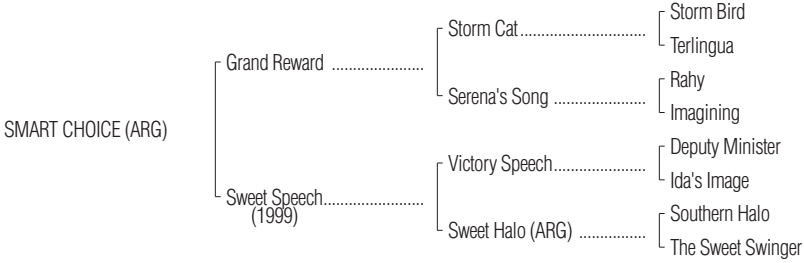 Storm Bird
Storm Cat..............................
Terlingua
Grand Reward ......................
Rahy
Serena's Song ......................
Imagining
SMART CHOICE (ARG)
Deputy Minister
Victory Speech......................
Ida's Image
Sweet Speech........................
(1999)
Southern Halo
Sweet Halo (ARG) ................
The Sweet Swinger